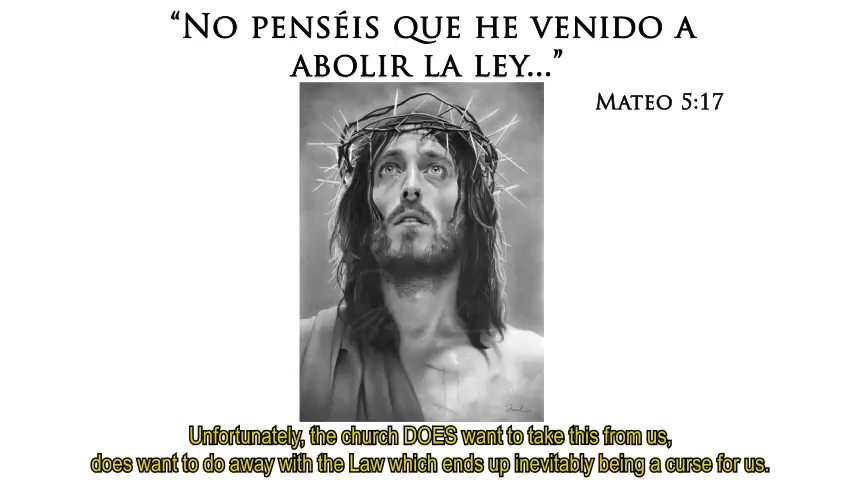 “No penséis que he venido a
abolir la ley...”
Mateo 5:17
Unfortunately, the church DOES want to take this from us,
does want to do away with the Law which ends up inevitably being a curse for us.